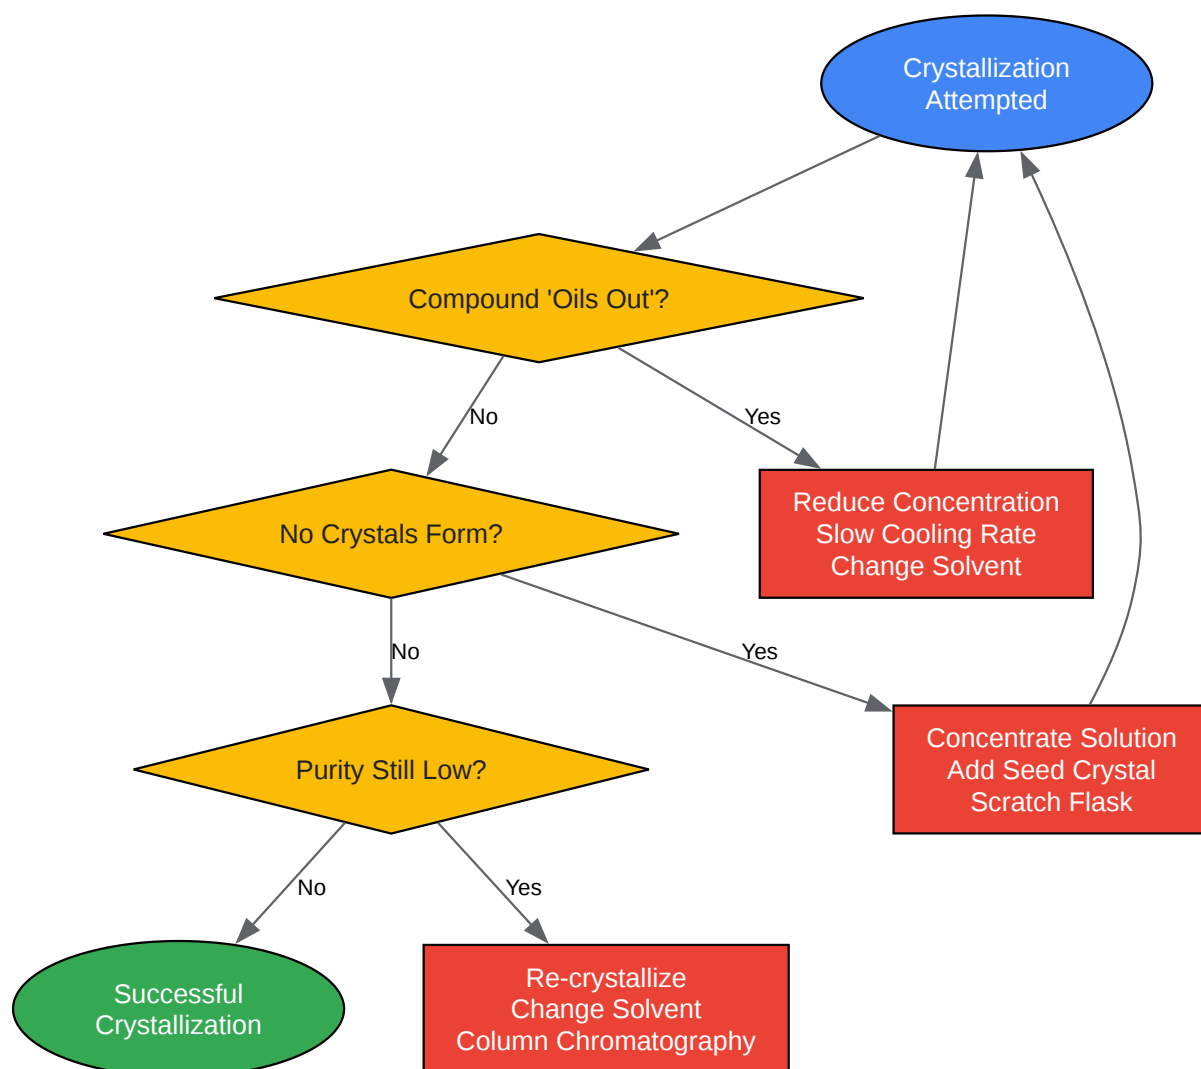 Crystallization
Attempted
Compound 'Oils Out'?
No
Yes
Reduce Concentration
Slow Cooling Rate
Change Solvent
No Crystals Form?
No
Yes
Concentrate Solution
Add Seed Crystal
Scratch Flask
Purity Still Low?
No
Yes
Successful
Crystallization
Re-crystallize
Change Solvent
Column Chromatography